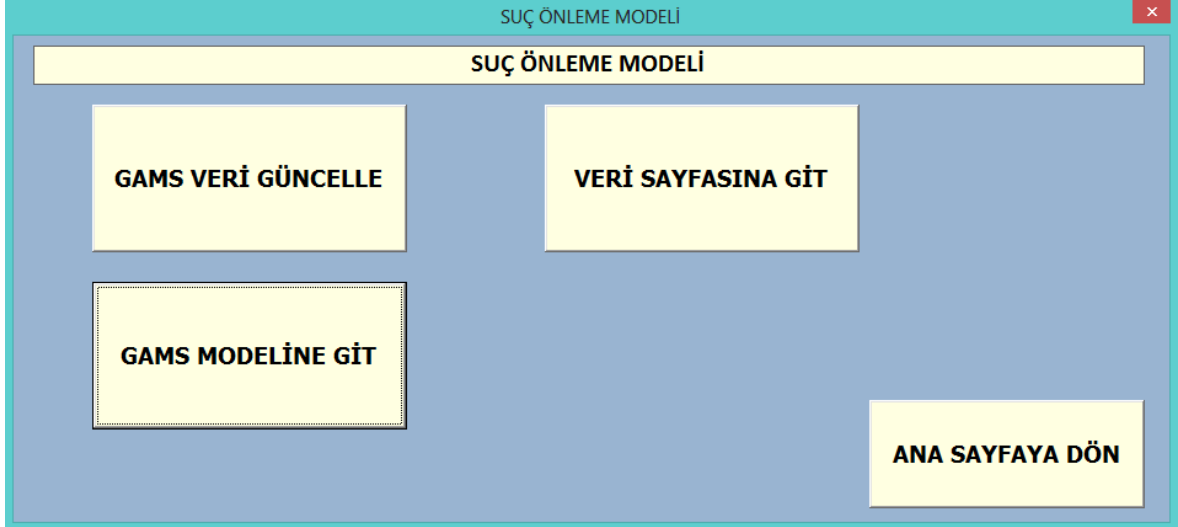 SUÇ ÖNLEME MODELİ
SUÇ ÖNLEME MODELİ
GAMS VERİ GÜNCELLE
VERİ SAYFASINA GİT
GAMS MODELİNE GİT
ANA SAYFAYA DÖN